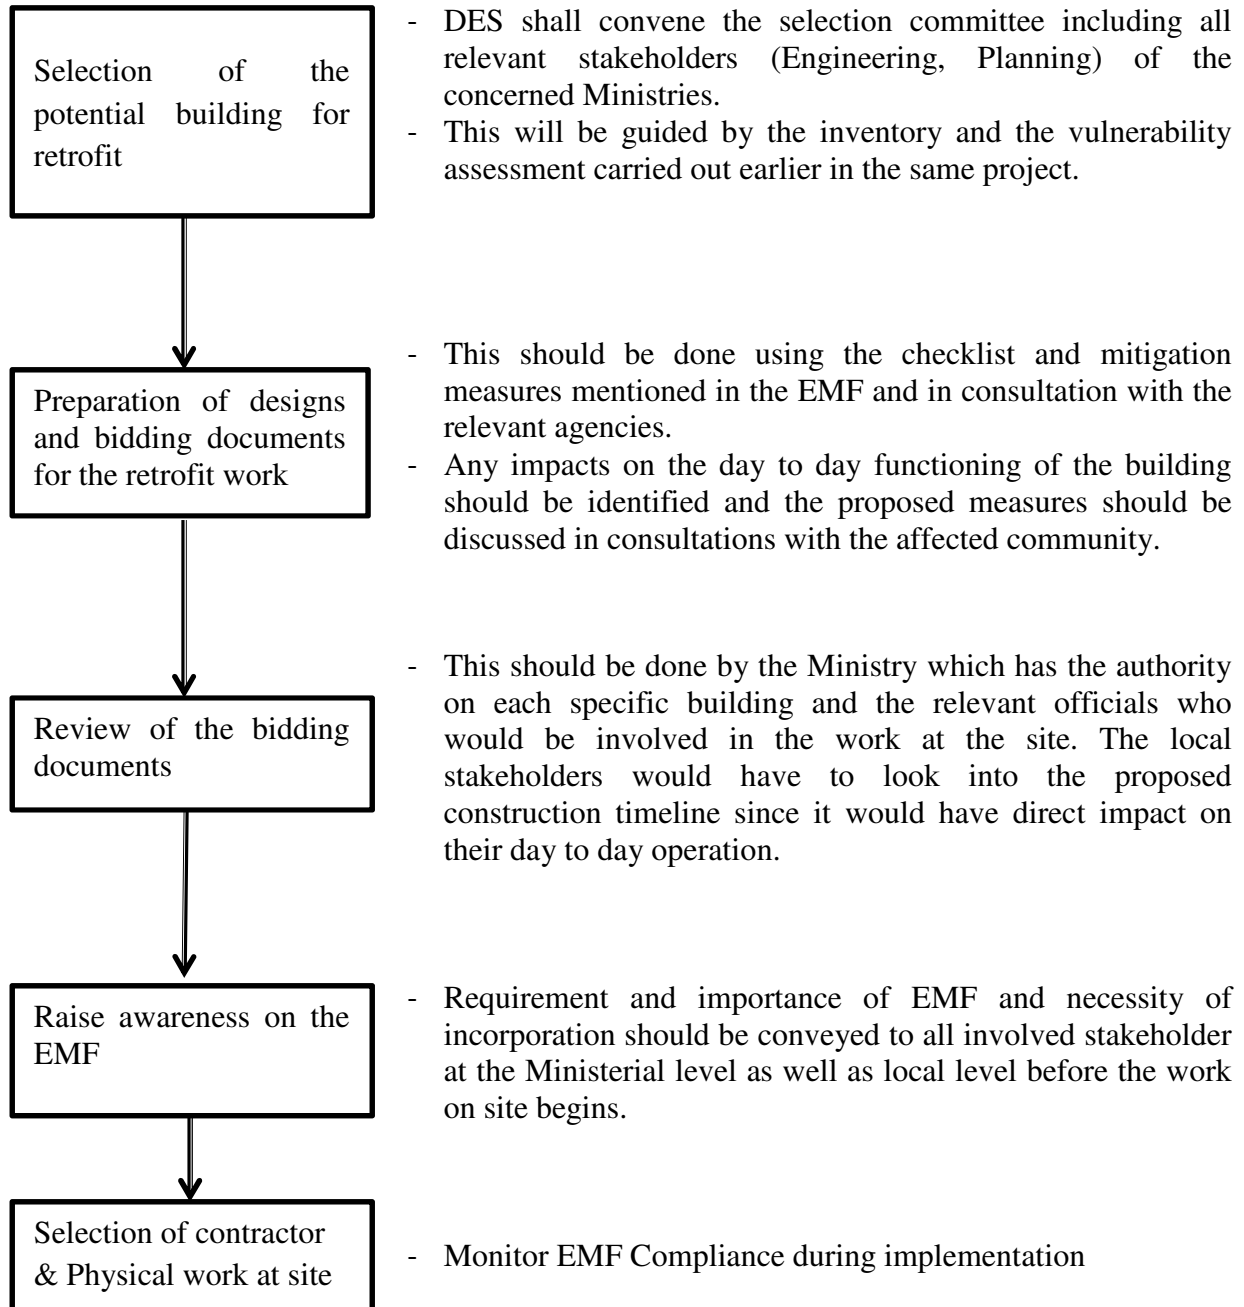 Selection of the
potential building for
retrofit
- DES shall convene the selection committee including all
relevant stakeholders (Engineering, Planning) of the
concerned Ministries.
- This will be guided by the inventory and the vulnerability
assessment carried out earlier in the same project.
Preparation of designs
and bidding documents
for the retrofit work
- This should be done using the checklist and mitigation
measures mentioned in the EMF and in consultation with the
relevant agencies.
- Any impacts on the day to day functioning of the building
should be identified and the proposed measures should be
discussed in consultations with the affected community.
Review of the bidding
documents
- This should be done by the Ministry which has the authority
on each specific building and the relevant officials who
would be involved in the work at the site. The local
stakeholders would have to look into the proposed
construction timeline since it would have direct impact on
their day to day operation.
Raise awareness on the
EMF
- Requirement and importance of EMF and necessity of
incorporation should be conveyed to all involved stakeholder
at the Ministerial level as well as local level before the work
on site begins.
Selection of contractor
& Physical work at site
- Monitor EMF Compliance during implementation